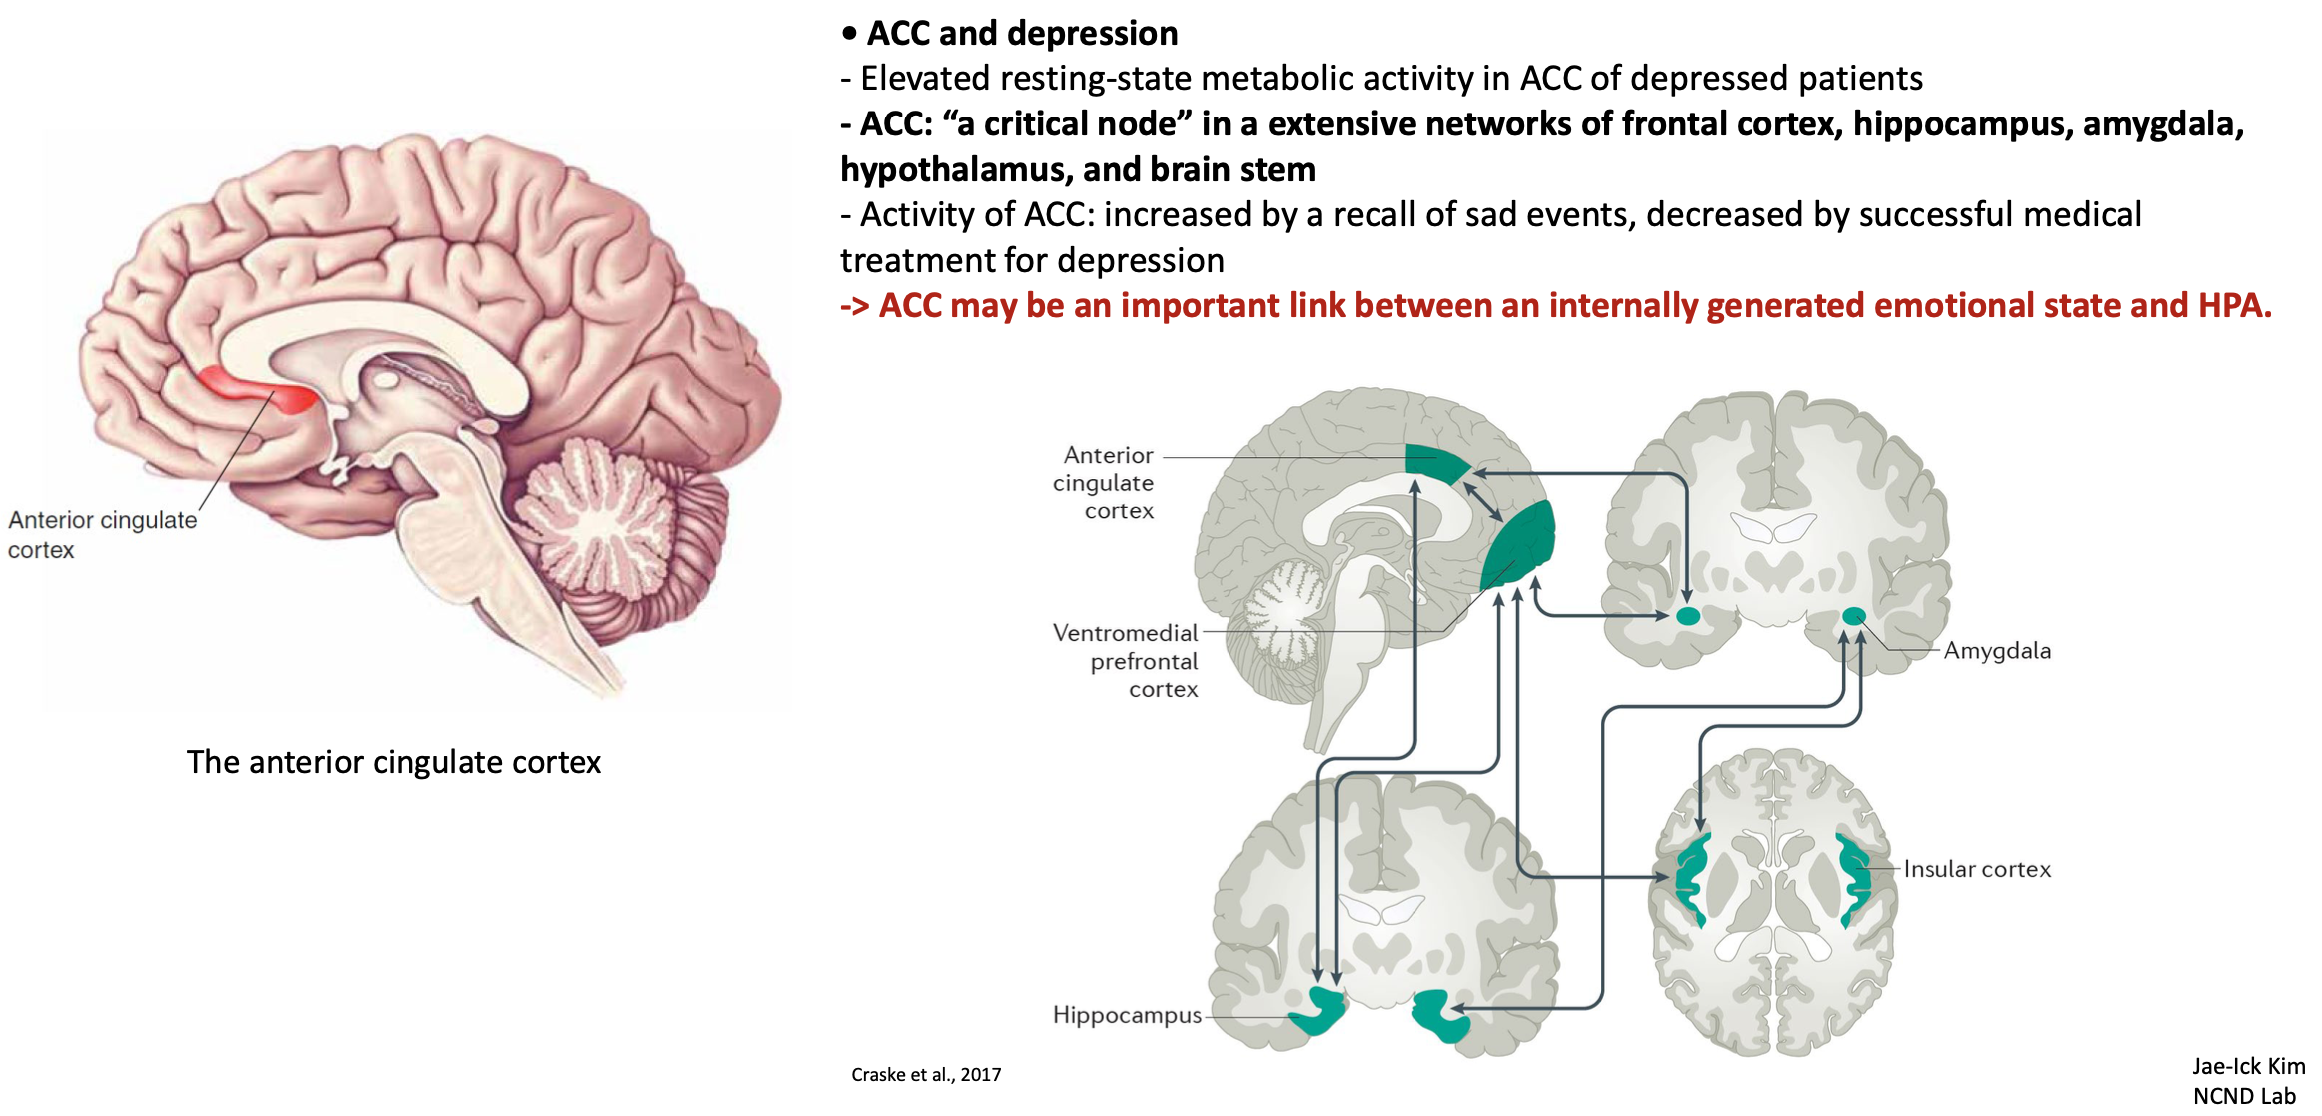 • ACC and depression
- Elevated resting-state metabolic activity in ACC of depressed patients
- ACC: “a critical node” in a extensive networks of frontal cortex, hippocampus, amygdala,
hypothalamus, and brain stem
- Activity of ACC: increased by a recall of sad events, decreased by successful medical
treatment for depression
-> ACC may be an important link between an internally generated emotional state and HPA.
Anterior cingulate
cortex
The anterior cingulate cortex
Anterior
cingulate
cortex
Ventromedial
prefrontal
cortex
Amygdala
Insular cortex
Hippocampus
Craske et al., 2017
Jae-Ick Kim
NCND Lab